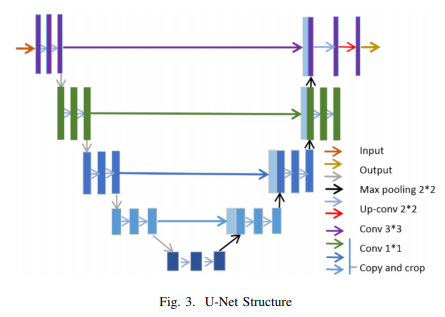 Input
Output
Max pooling 2*2
Up-conv 2*2
Conv 3*3
Conv 1*1
Copy and crop
Fig. 3. U-Net Structure